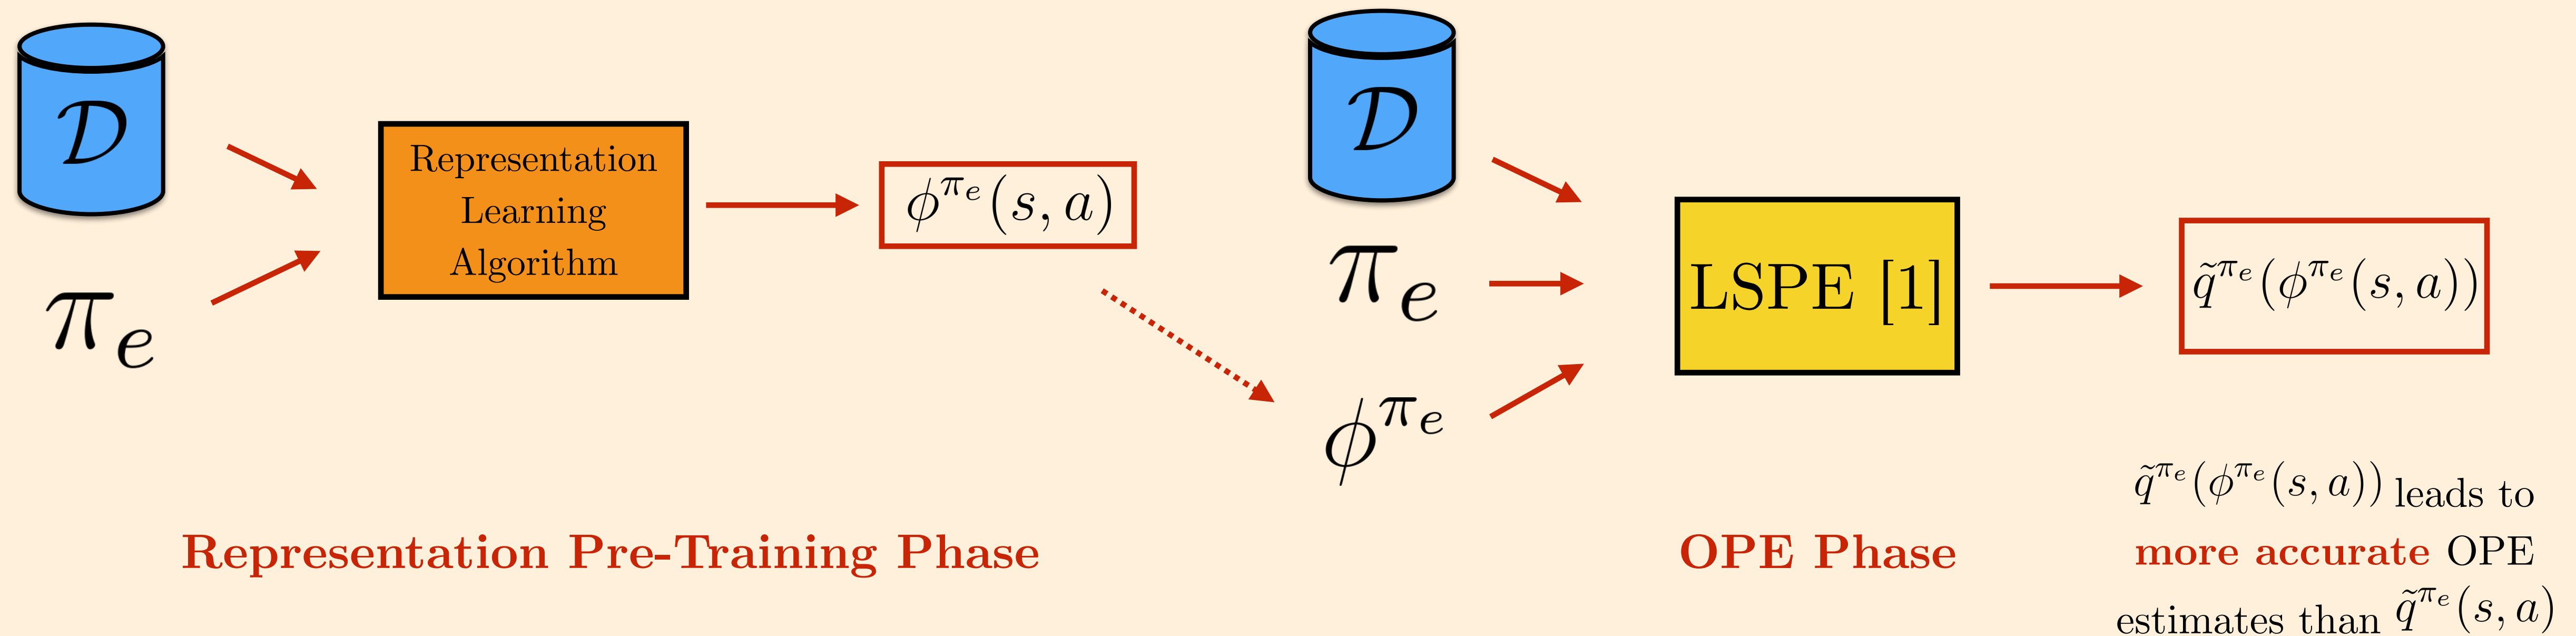 𝒟
π_e
Representation
Learning
Algorithm
ϕ^{π_e}(s, a)
Representation Pre-Training Phase
𝒟
π_e
ϕ^{π_e}
LSPE [1]
q̃^{π_e}(ϕ^{π_e}(s, a))
OPE Phase
q̃^{π_e}(ϕ^{π_e}(s, a)) leads to
more accurate OPE
estimates than q̃^{π_e}(s, a)